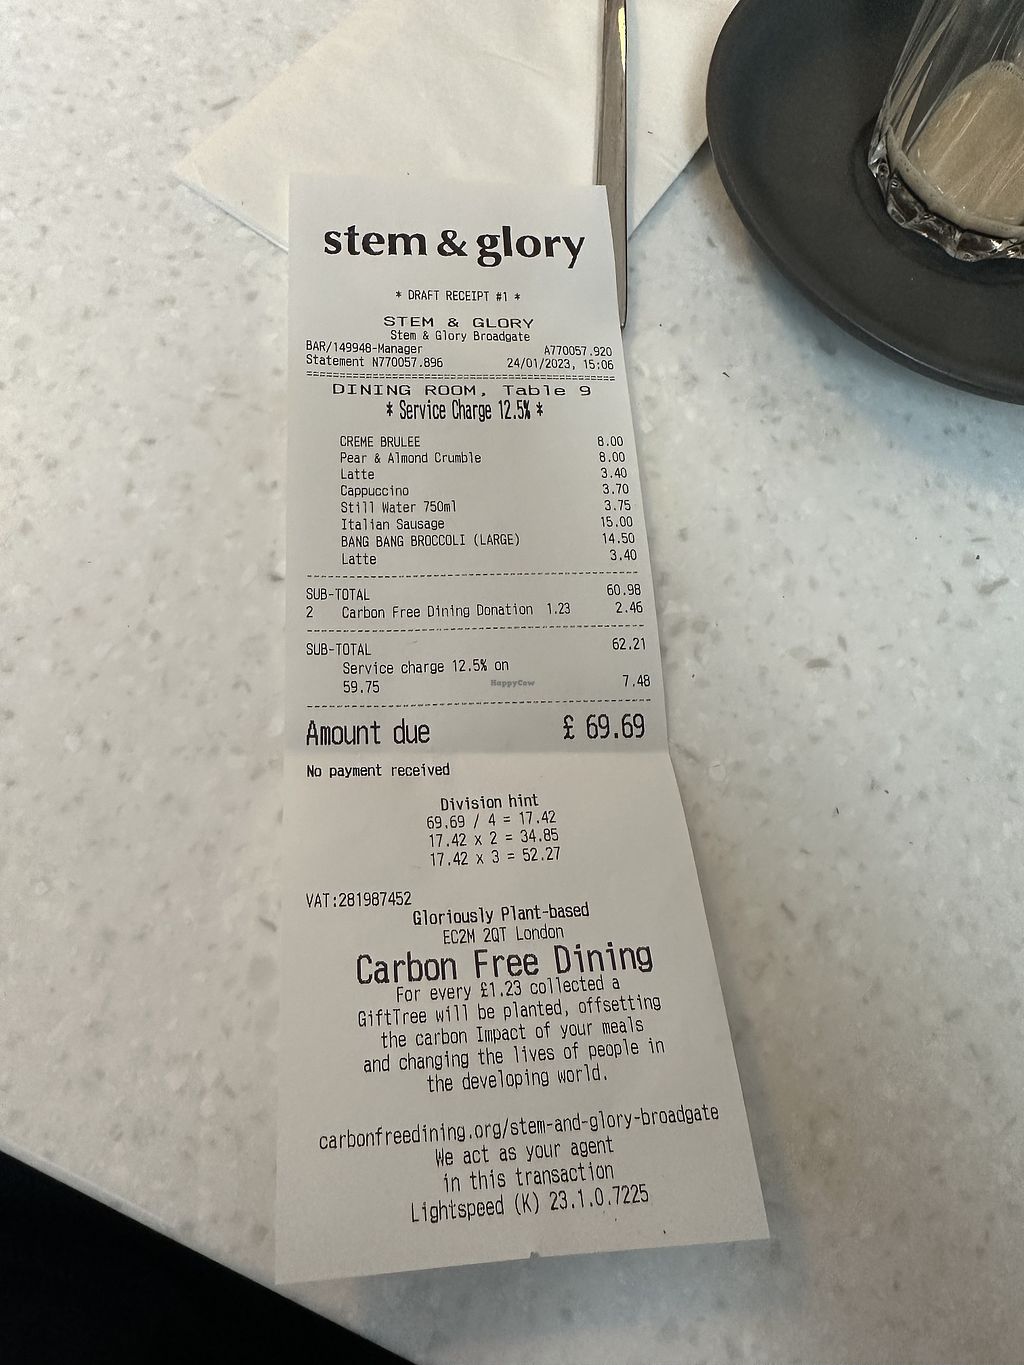 stem & glory
* DRAFT RECEIPT #1 *
STEM & GLORY
Stem & Glory Broadgate
BAR/149948-Manager A770057.920
Statement N770057.896 24/01/2023, 15:06
DINING ROOM, Table 9
* Service Charge 12.5% *
CREME BRULEE 8.00
Pear & Almond Crumble 8.00
Latte 3.40
Cappuccino 3.70
Still Water 750ml 3.75
Italian Sausage 15.00
BANG BANG BROCCOLI (LARGE) 14.50
Latte 3.40
SUB-TOTAL 60.98
2 Carbon Free Dining Donation 1.23 2.46
SUB-TOTAL 62.21
Service charge 12.5% on
59.75 7.48
HappyCow
Amount due £ 69.69
No payment received
Division hint
69.69 / 4 = 17.42
17.42 x 2 = 34.85
17.42 x 3 = 52.27
VAT:281987452
Gloriously Plant-based
EC2M 2QT London
Carbon Free Dining
For every £1.23 collected a
GiftTree will be planted, offsetting
the carbon Impact of your meals
and changing the lives of people in
the developing world.
carbonfreedining.org/stem-and-glory-broadgate
We act as your agent
in this transaction
Lightspeed (K) 23.1.0.7225